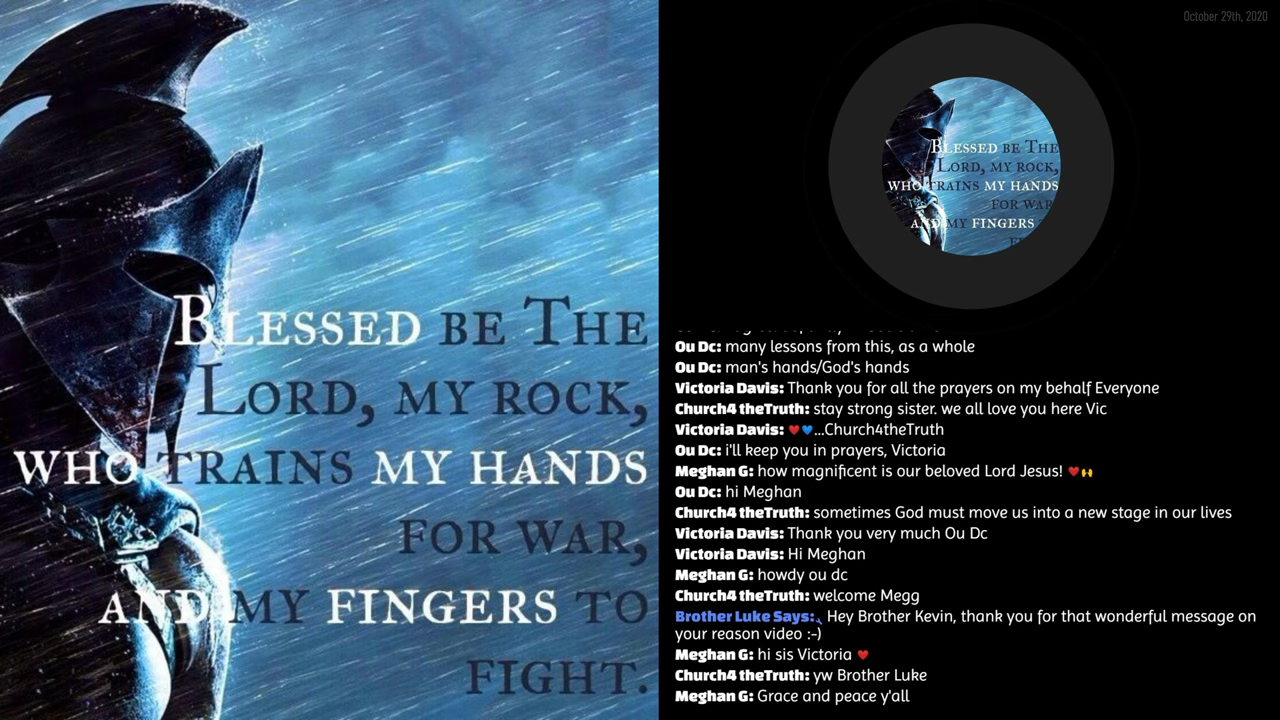 Blessed be The
Lord, my rock,
who trains my hands
for war,
and my fingers to
fight.
October 29th, 2020
Blessed be The
Lord, my rock,
who trains my hands
for war
and my fingers
Ou Dc: many lessons from this, as a whole
Ou Dc: man's hands/God's hands
Victoria Davis: Thank you for all the prayers on my behalf Everyone
Church4 theTruth: stay strong sister. we all love you here Vic
Victoria Davis: ❤️💙...Church4theTruth
Ou Dc: i'll keep you in prayers, Victoria
Meghan G: how magnificent is our beloved Lord Jesus! ❤️🙌
Ou Dc: hi Meghan
Church4 theTruth: sometimes God must move us into a new stage in our lives
Victoria Davis: Thank you very much Ou Dc
Victoria Davis: Hi Meghan
Meghan G: howdy ou dc
Church4 theTruth: welcome Megg
Brother Luke Says: Hey Brother Kevin, thank you for that wonderful message on
your reason video :-)
Meghan G: hi sis Victoria ❤️
Church4 theTruth: yw Brother Luke
Meghan G: Grace and peace y'all